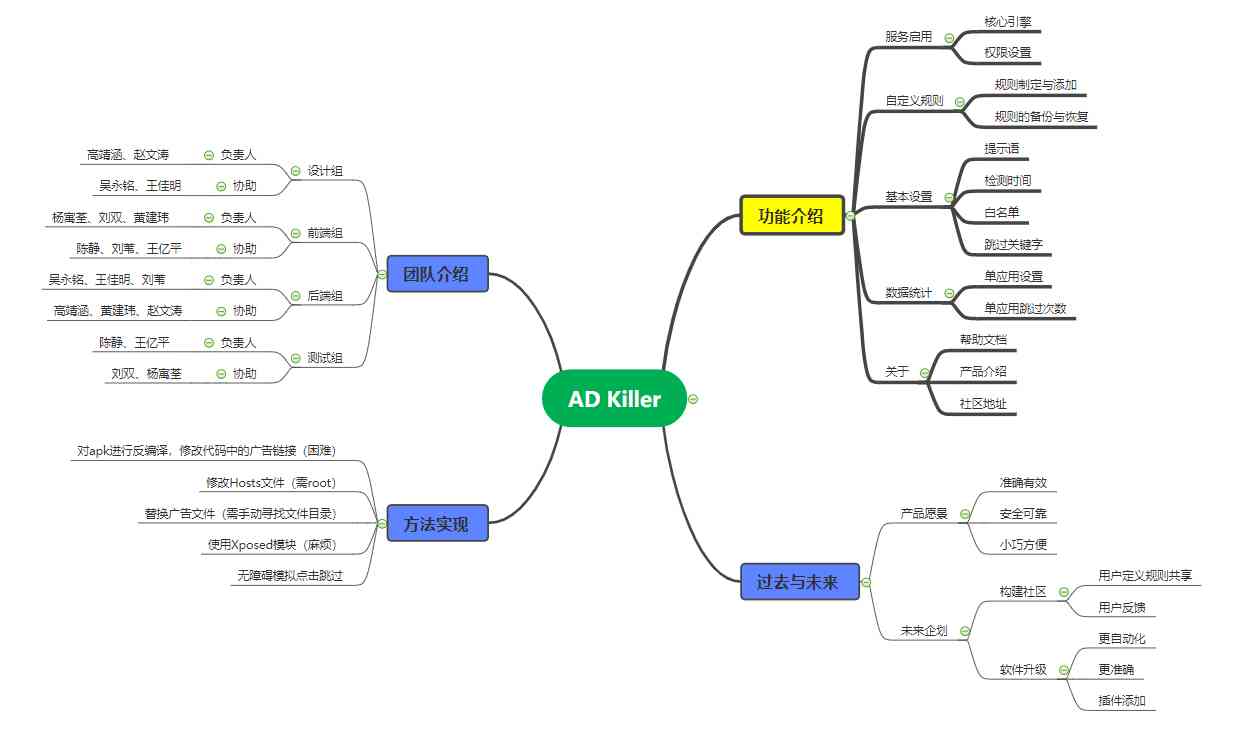 AD Killer
功能介绍
服务启用
核心引擎
权限设置
自定义规则
规则制定与添加
规则的备份与恢复
基本设置
提示语
检测时间
白名单
跳过关键字
数据统计
单应用设置
单应用跳过次数
关于
帮助文档
产品介绍
社区地址
过去与未来
产品愿景
准确有效
安全可靠
小巧方便
未来企划
构建社区
用户定义规则共享
用户反馈
软件升级
更自动化
更准确
插件添加
团队介绍
设计组
负责人
高靖涵、赵文涛
协助
吴永铭、王佳明
前端组
负责人
杨寓荃、刘双、黄建玮
协助
陈静、刘苇、王亿平
后端组
负责人
吴永铭、王佳明、刘苇
协助
高靖涵、黄建玮、赵文涛
测试组
负责人
陈静、王亿平
协助
刘双、杨寓荃
方法实现
对apk进行反编译，修改代码中的广告链接（困难）
修改Hosts文件（需root）
替换广告文件（需手动寻找文件目录）
使用Xposed模块（麻烦）
无障碍模拟点击跳过